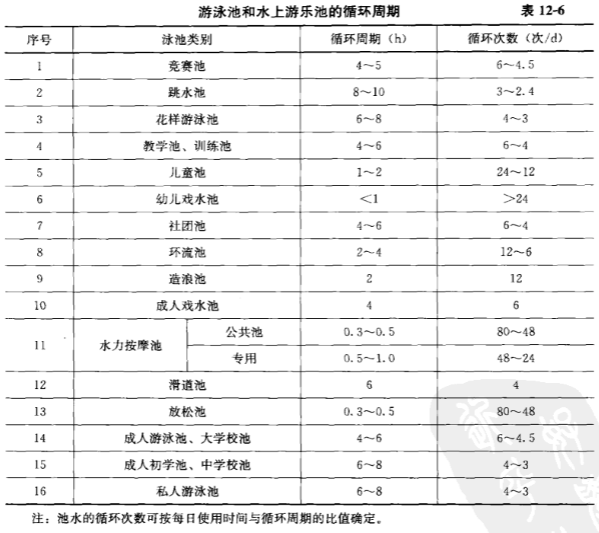 游泳池和水上游乐池的循环周期 表 12-6
序号 泳池类别 循环周期（h） 循环次数（次/d）
1 竞赛池 4～5 6～4.5
2 跳水池 8～10 3～2.4
3 花样游泳池 6～8 4～3
4 教学池、训练池 4～6 6～4
5 儿童池 1～2 24～12
6 幼儿戏水池 ＜1 ＞24
7 社团池 4～6 6～4
8 环流池 2～4 12～6
9 造浪池 2 12
10 成人戏水池 4 6
11 水力按摩池 公共池 0.3～0.5 80～48
专用 0.5～1.0 48～24
12 滑道池 6 4
13 放松池 0.3～0.5 80～48
14 成人游泳池、大学校池 4～6 6～4.5
15 成人初学池、中学校池 6～8 4～3
16 私人游泳池 6～8 4～3
注：池水的循环次数可按每日使用时间与循环周期的比值确定。